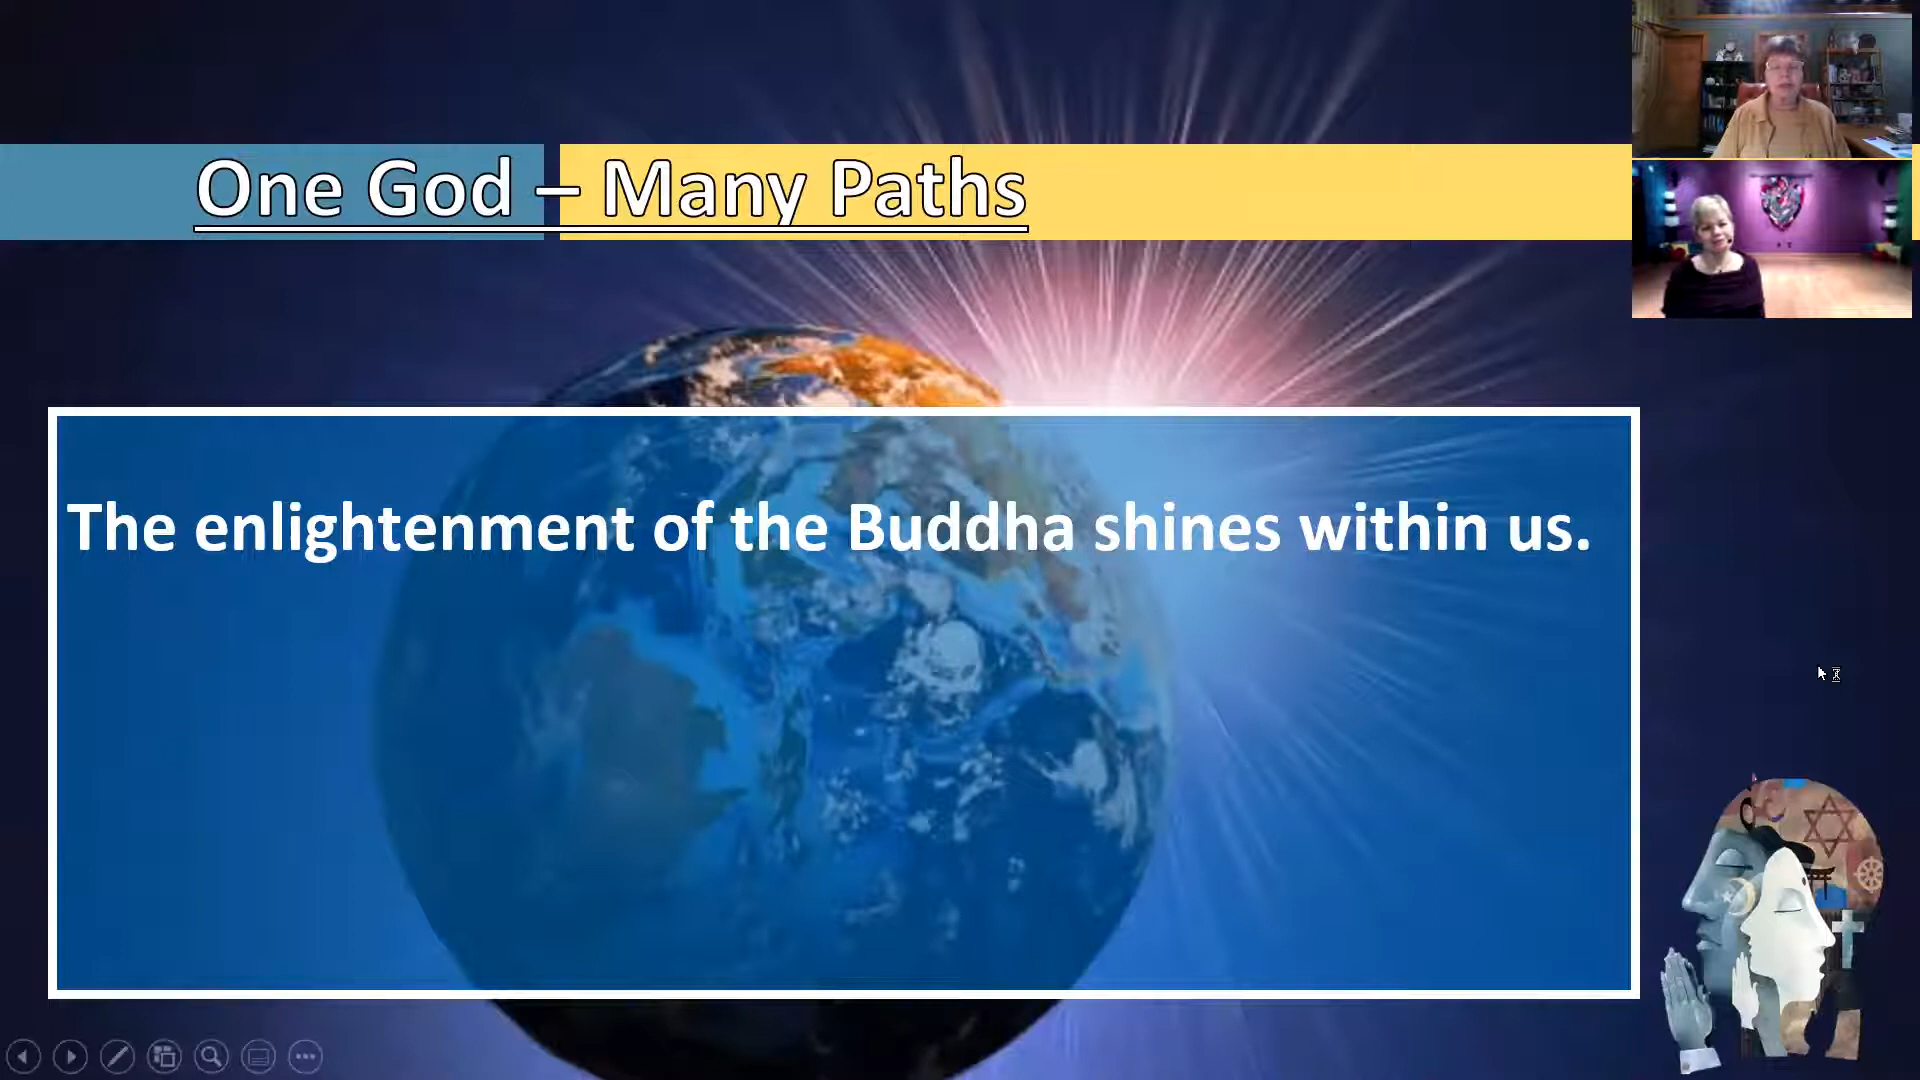 One God – Many Paths
The enlightenment of the Buddha shines within us.